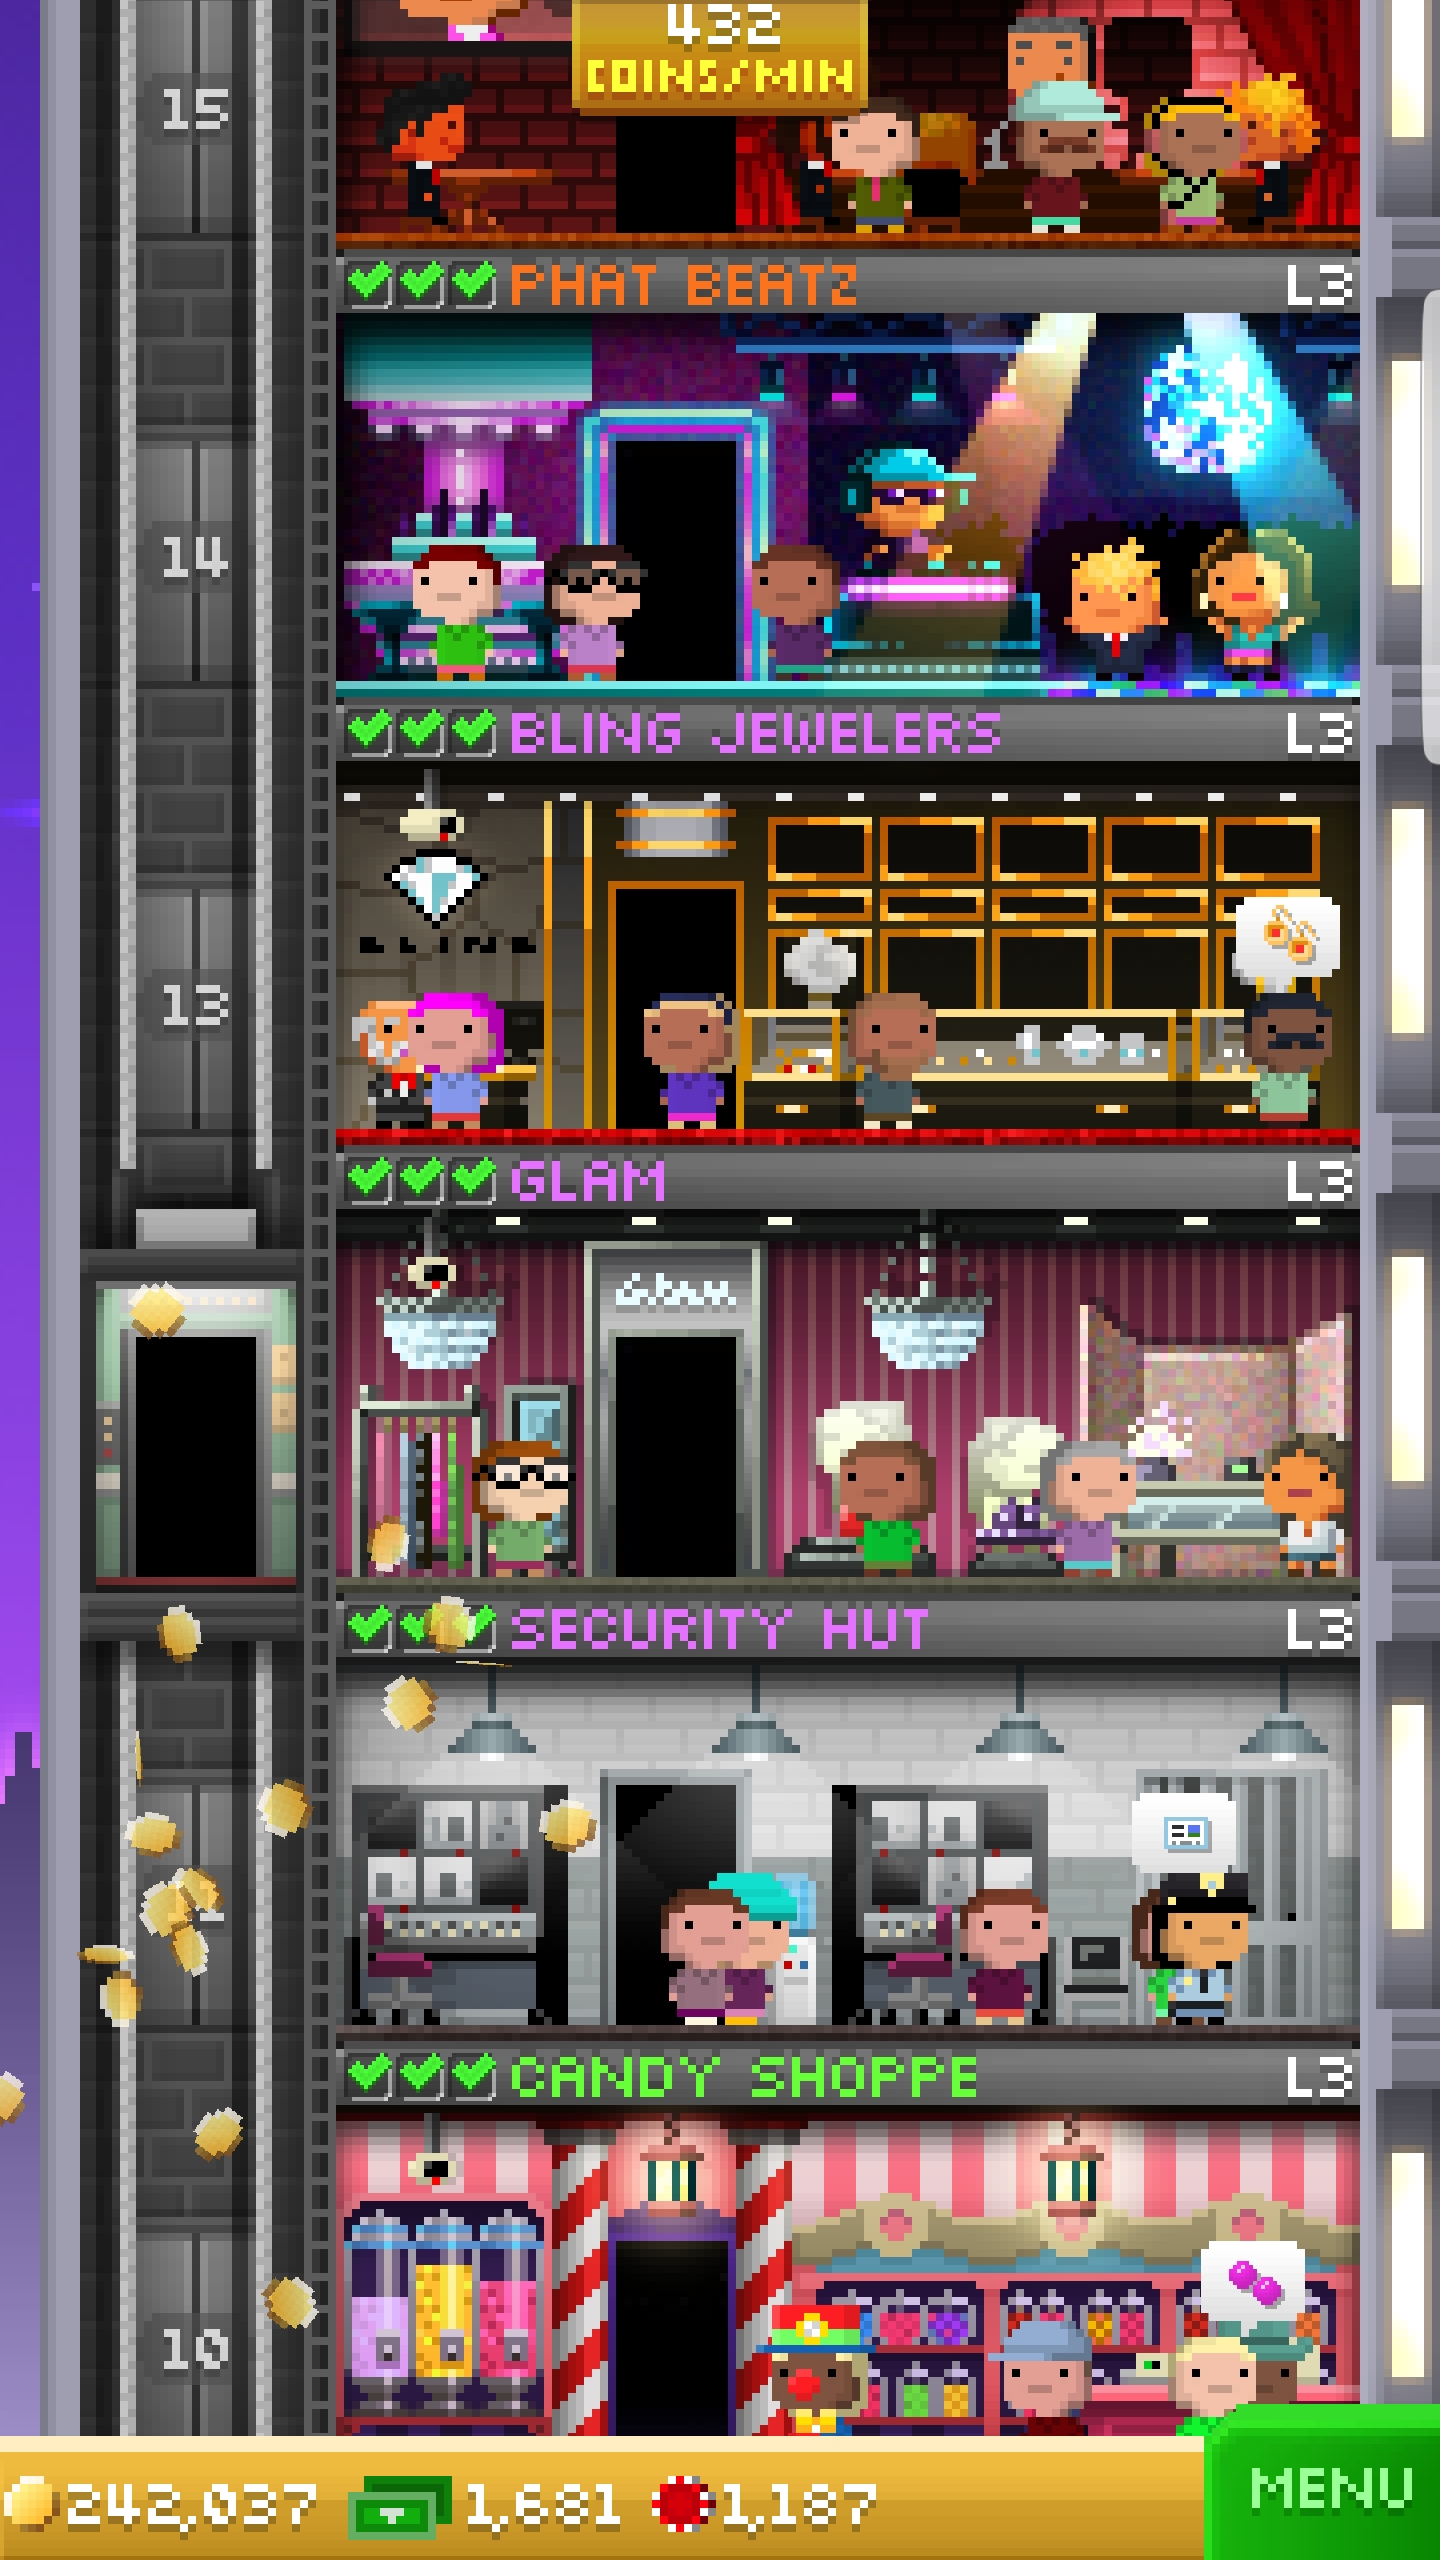 432
COINS/MIN
15
PHAT BEATZ L3
14
BLING JEWELERS L3
BLING
13
GLAM L3
Glam
SECURITY HUT L3
CANDY SHOPPE L3
10
242,037 1,681 1,187
MENU